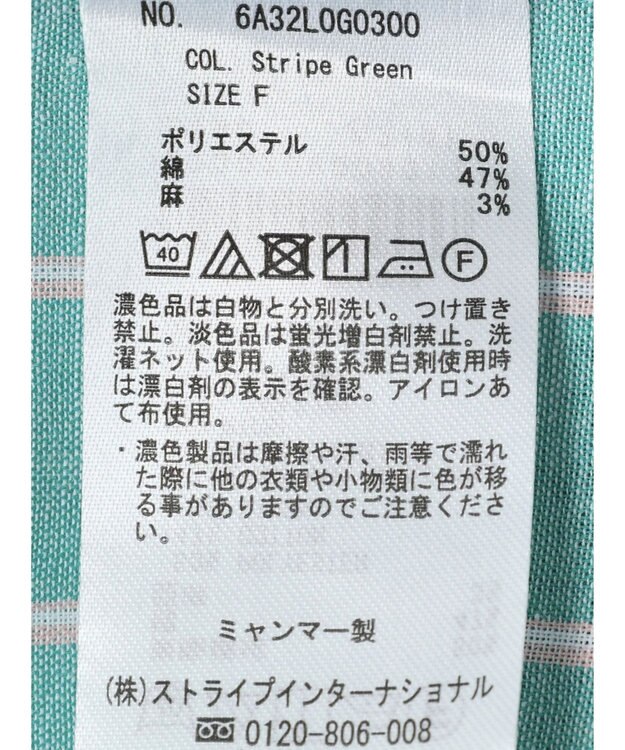 NO. 6A32L0G0300
COL. Stripe Green
SIZE F
ポリエステル 50%
綿 47%
麻 3%
40 F
濃色品は白物と分別洗い。つけ置き
禁止。淡色品は蛍光増白剤禁止。洗
濯ネット使用。酸素系漂白剤使用時
は漂白剤の表示を確認。アイロンあ
て布使用。
・濃色製品は摩擦や汗、雨等で濡れ
た際に他の衣類や小物類に色が移
る事がありますのでご注意くださ
い。
ミャンマー製
(株)ストライプインターナショナル
0120-806-008